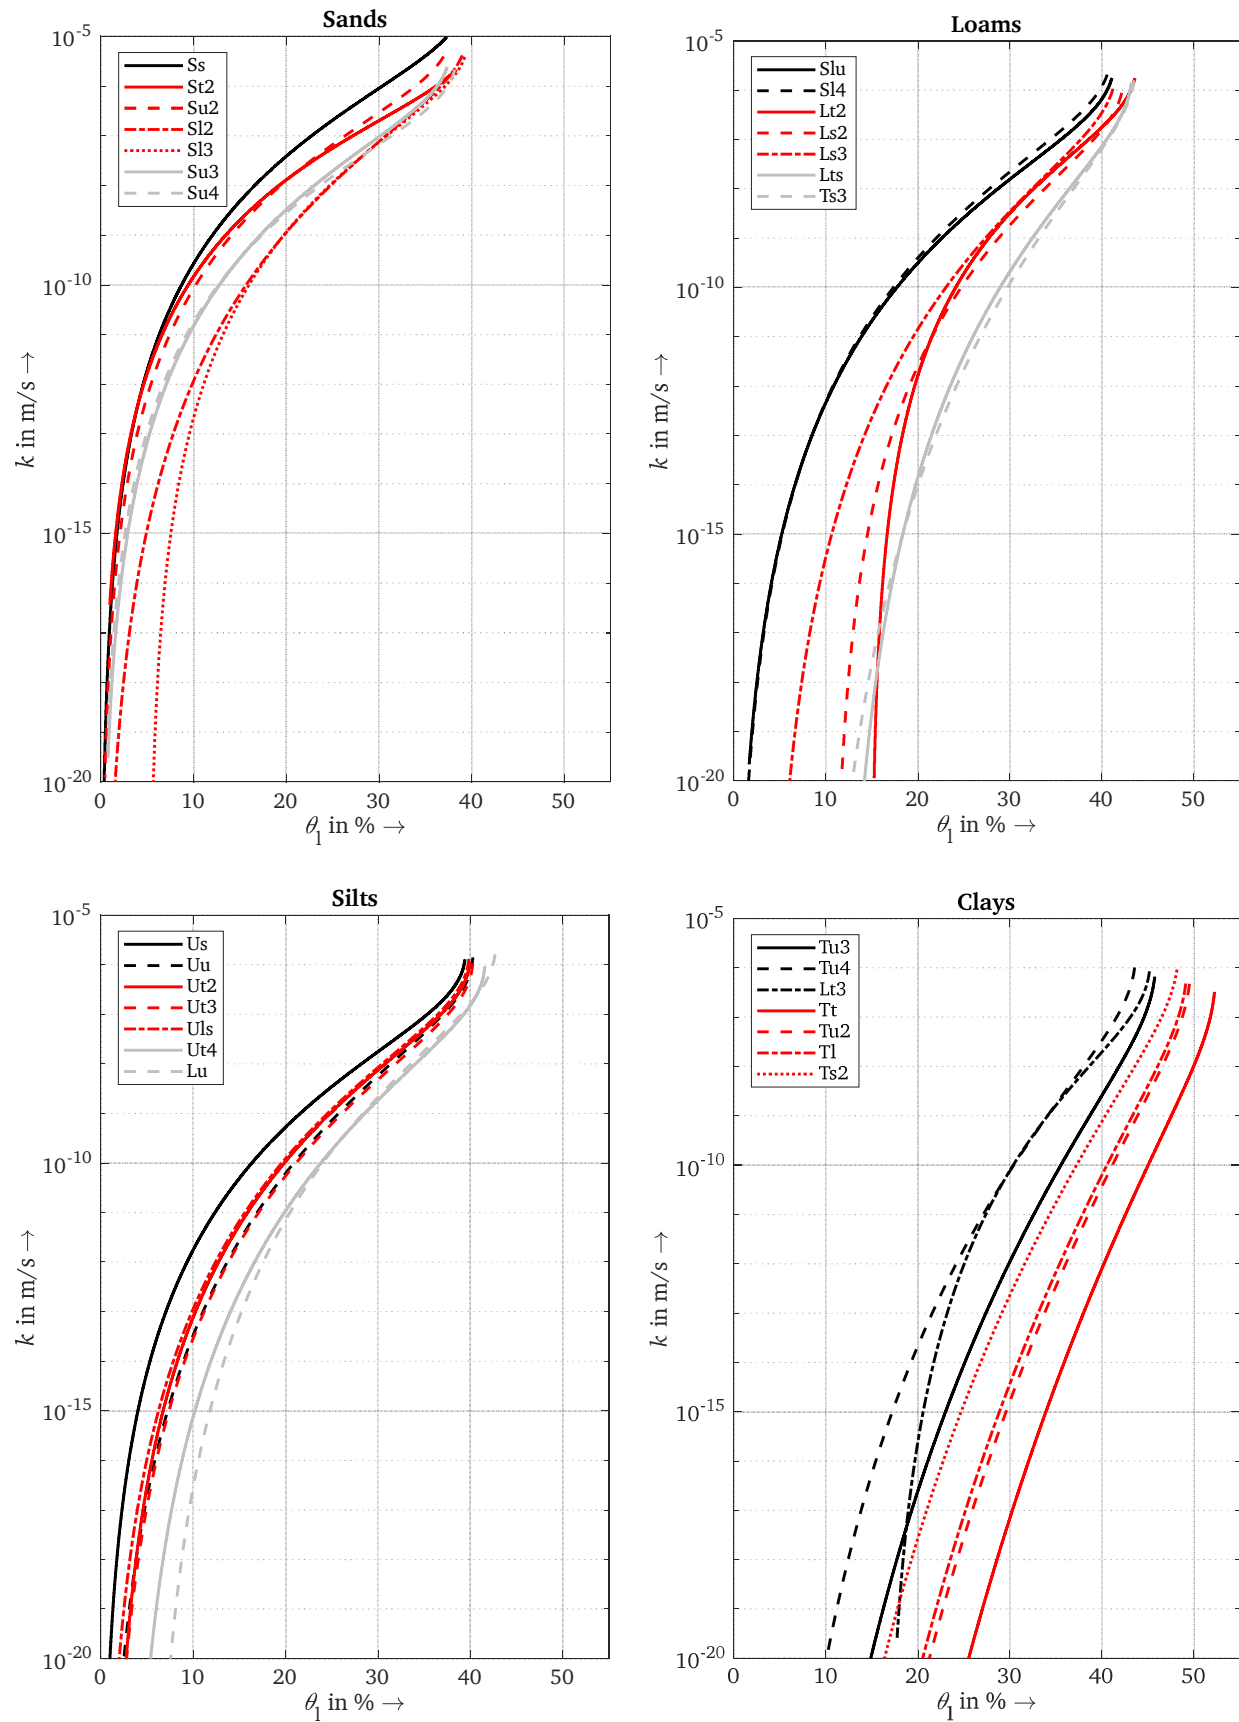 Sands
10^-5
10^-10
10^-15
10^-20
k in m/s →
Ss
St2
Su2
Sl2
Sl3
Su3
Su4
0 10 20 30 40 50
θ_l in % →
Loams
10^-5
10^-10
10^-15
10^-20
k in m/s →
Slu
Sl4
Lt2
Ls2
Ls3
Lts
Ts3
0 10 20 30 40 50
θ_l in % →
Silts
10^-5
10^-10
10^-15
10^-20
k in m/s →
Us
Uu
Ut2
Ut3
Uls
Ut4
Lu
0 10 20 30 40 50
θ_l in % →
Clays
10^-5
10^-10
10^-15
10^-20
k in m/s →
Tu3
Tu4
Lt3
Tt
Tu2
Tl
Ts2
0 10 20 30 40 50
θ_l in % →